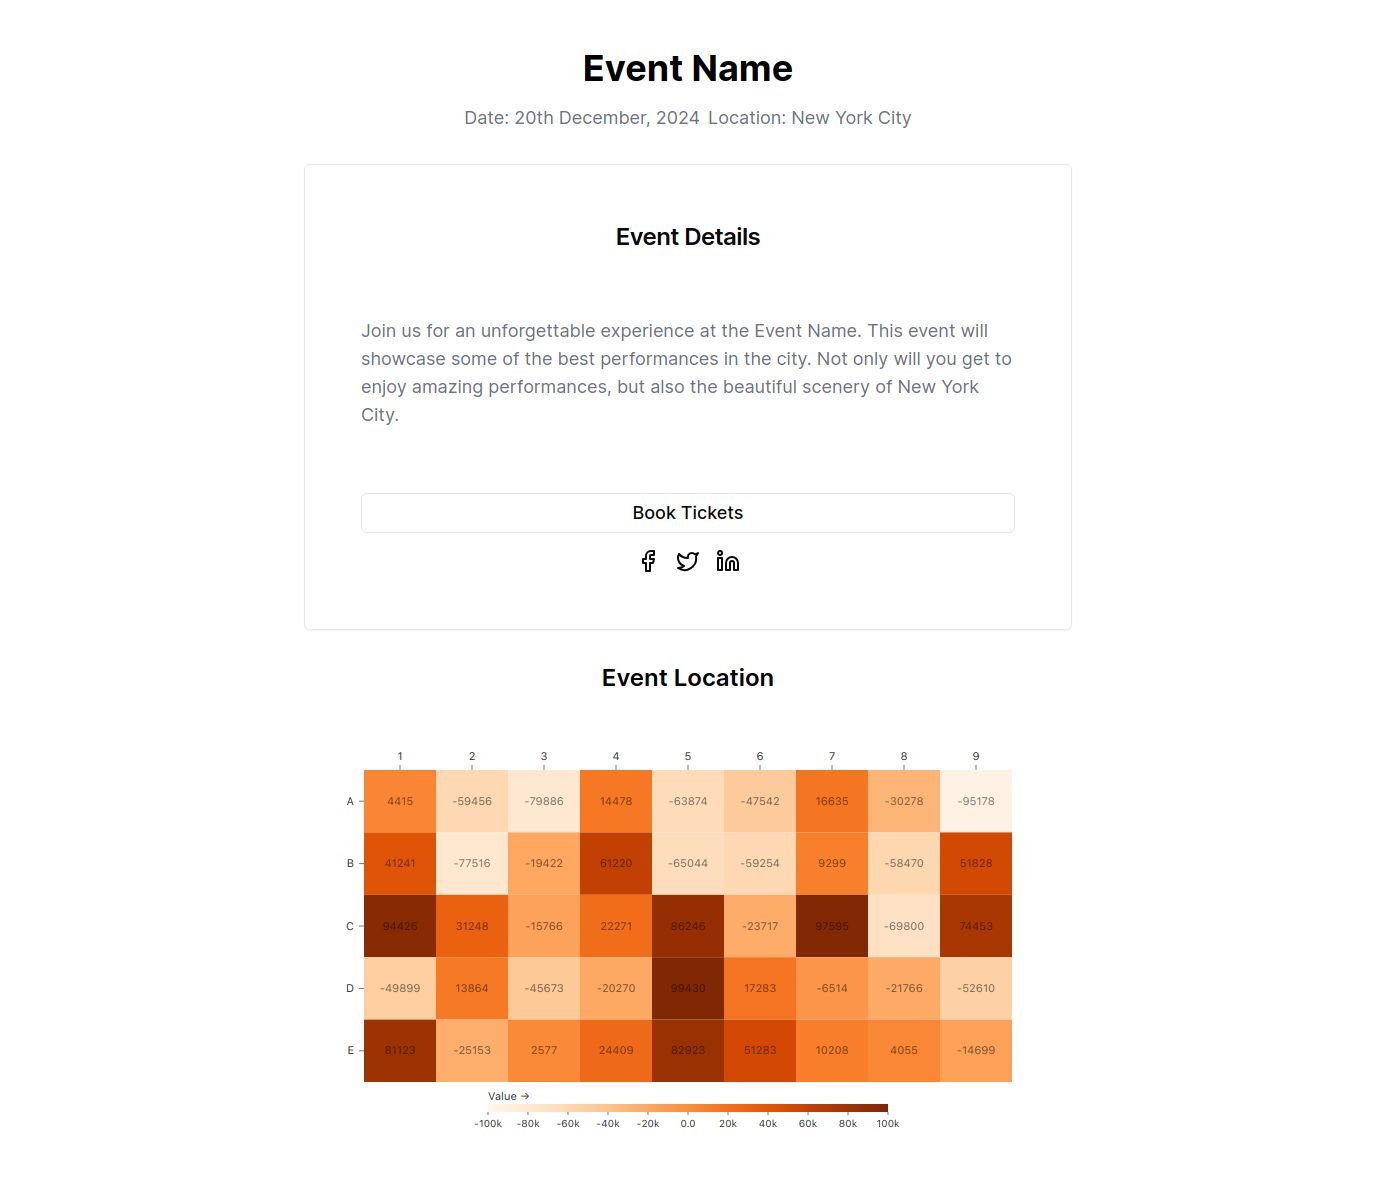 Event Name
Date: 20th December, 2024 Location: New York City
Event Details
Join us for an unforgettable experience at the Event Name. This event will
showcase some of the best performances in the city. Not only will you get to
enjoy amazing performances, but also the beautiful scenery of New York
City.
Book Tickets
Event Location
1 2 3 4 5 6 7 8 9
A 4415 -59456 -79886 14478 -63874 -47542 16635 -30278 -95178
B 41241 -77516 -19422 61220 -65044 -59254 9299 -58470 51828
C 94426 31248 -15766 22271 86246 -23717 97595 -69800 74453
D -49899 13864 -45673 -20270 99430 17283 -6514 -21766 -52610
E 81123 -25153 2577 24409 82923 51283 10208 4055 -14699
Value →
-100k -80k -60k -40k -20k 0.0 20k 40k 60k 80k 100k